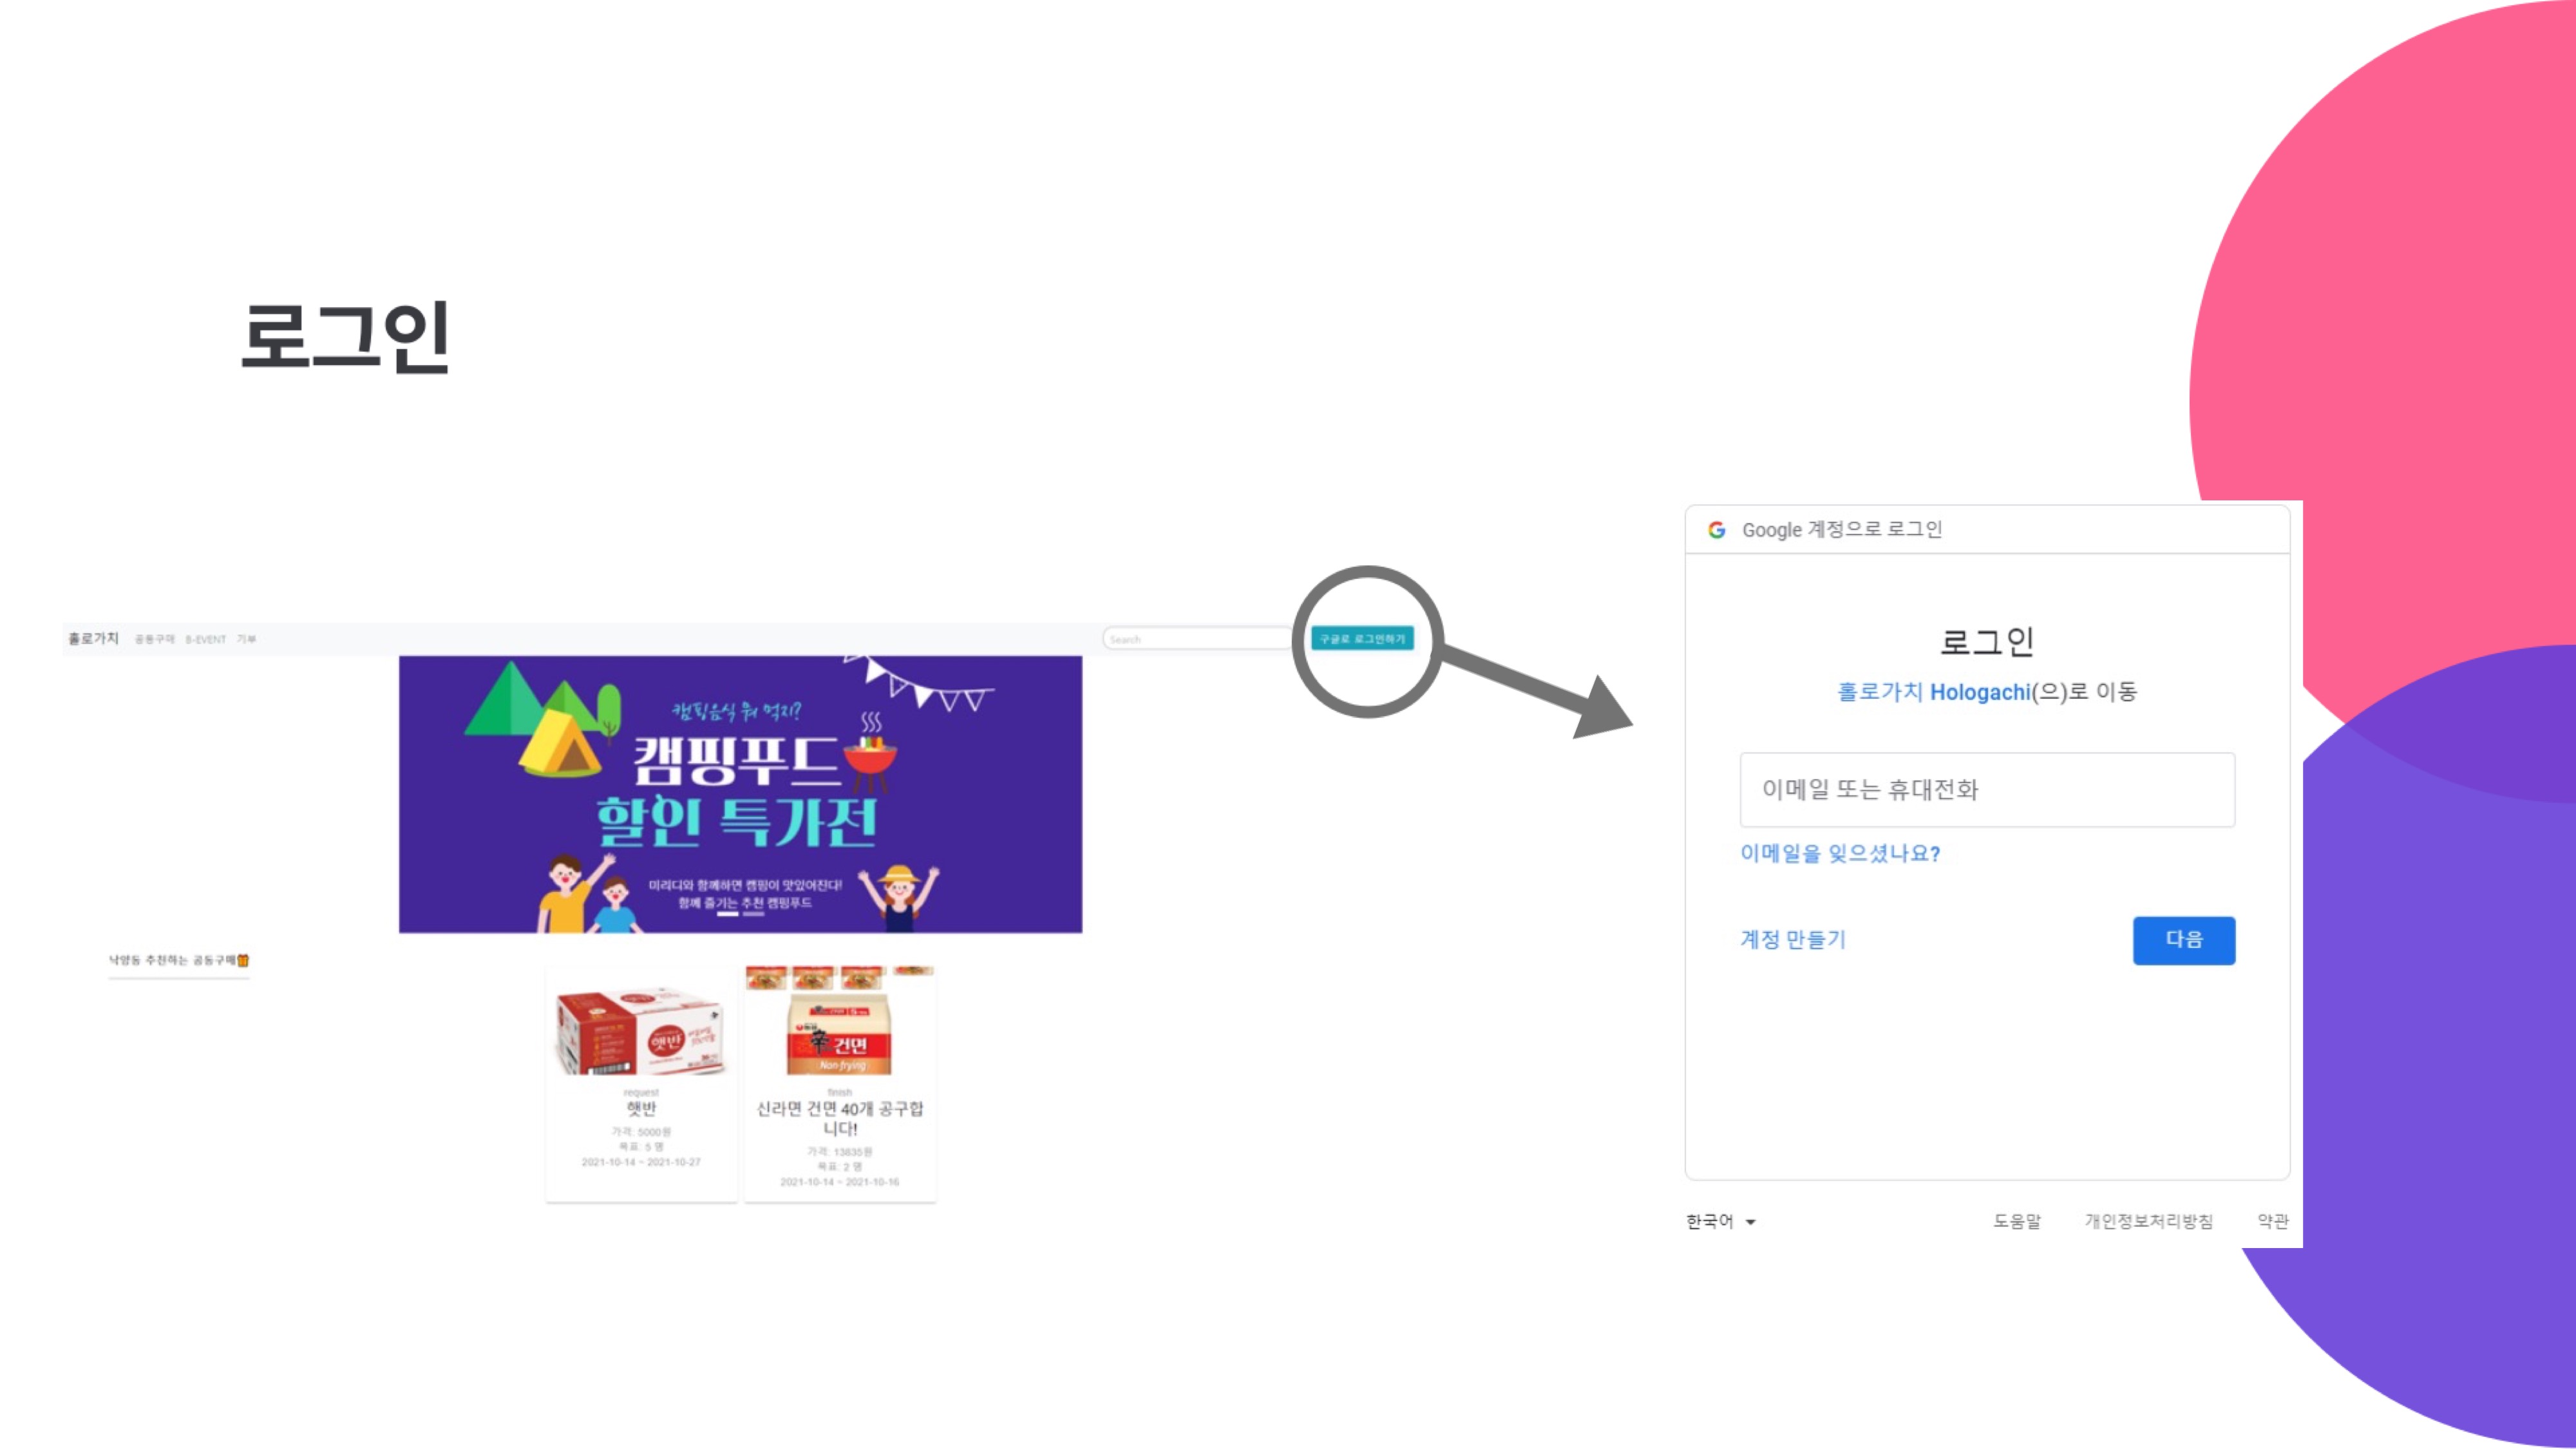 로그인
홀로가치 공동구매 B-EVENT 기부
Search
구글로 로그인하기
캠핑음식 뭐 먹지?
캠핑푸드
할인 특가전
미리디와 함께하면 캠핑이 맛있어진다!
함께 즐기는 추천 캠핑푸드
낙양동 추천하는 공동구매
햇반
request
햇반
가격: 5000원
목표: 5 명
2021-10-14 ~ 2021-10-27
辛 건면
Non frying
finish
신라면 건면 40개 공구합
니다!
가격: 13835원
목표: 2 명
2021-10-14 ~ 2021-10-16
Google 계정으로 로그인
로그인
홀로가치 Hologachi(으)로 이동
이메일 또는 휴대전화
이메일을 잊으셨나요?
계정 만들기
다음
한국어
도움말 개인정보처리방침 약관